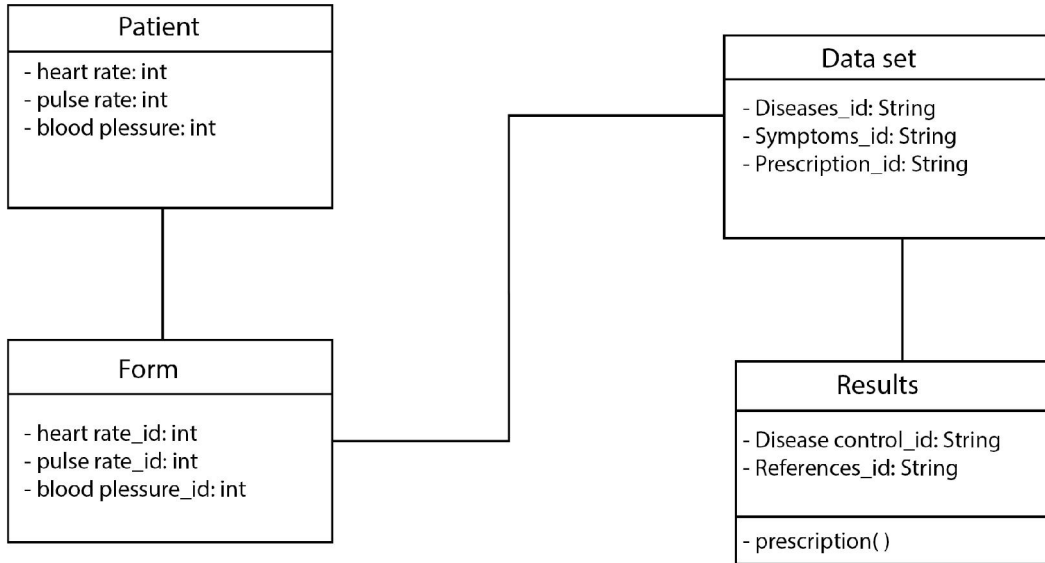 Patient
- heart rate: int
- pulse rate: int
- blood plessure: int
Form
- heart rate_id: int
- pulse rate_id: int
- blood plessure_id: int
Data set
- Diseases_id: String
- Symptoms_id: String
- Prescription_id: String
Results
- Disease control_id: String
- References_id: String
- prescription( )